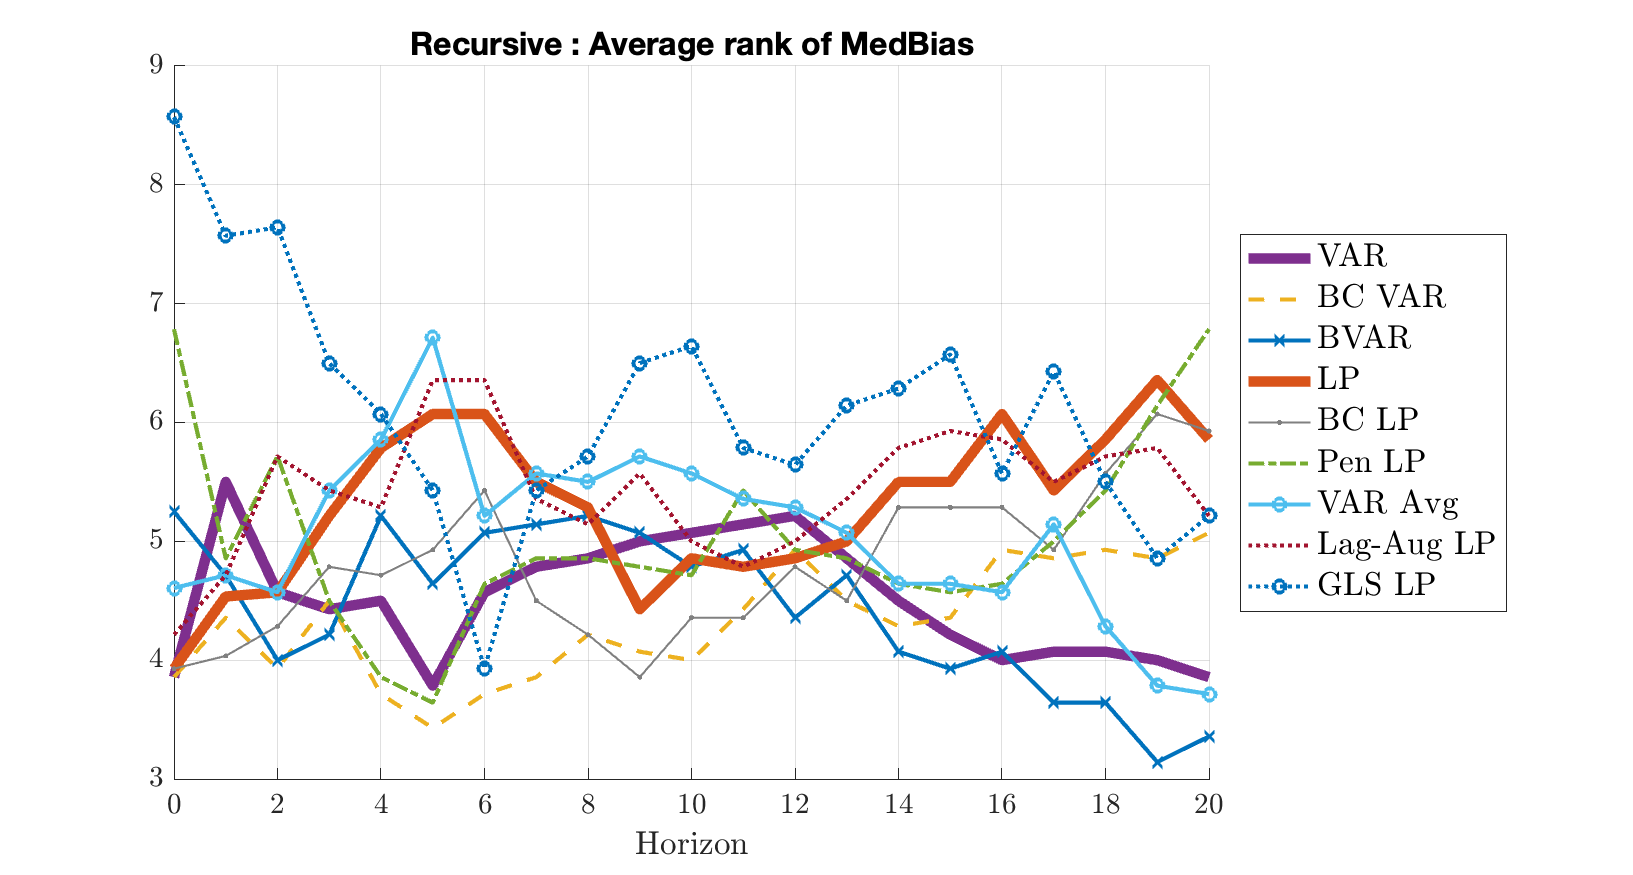 Recursive : Average rank of MedBias
9
8
7
6
5
4
3
0 2 4 6 8 10 12 14 16 18 20
Horizon
VAR
BC VAR
BVAR
LP
BC LP
Pen LP
VAR Avg
Lag-Aug LP
GLS LP